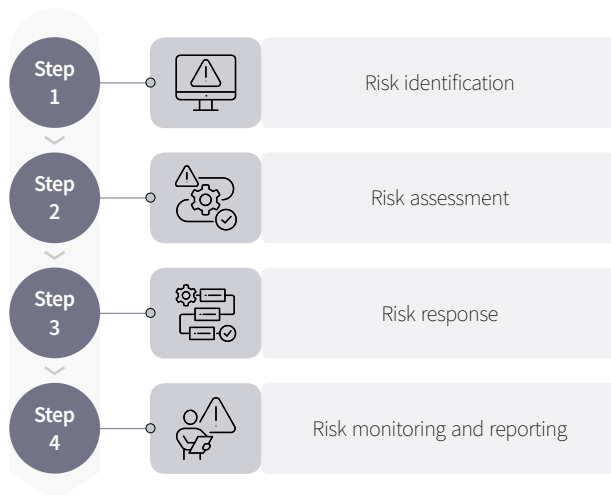 Step
1
Risk identification
Step
2
Risk assessment
Step
3
Risk response
Step
4
Risk monitoring and reporting